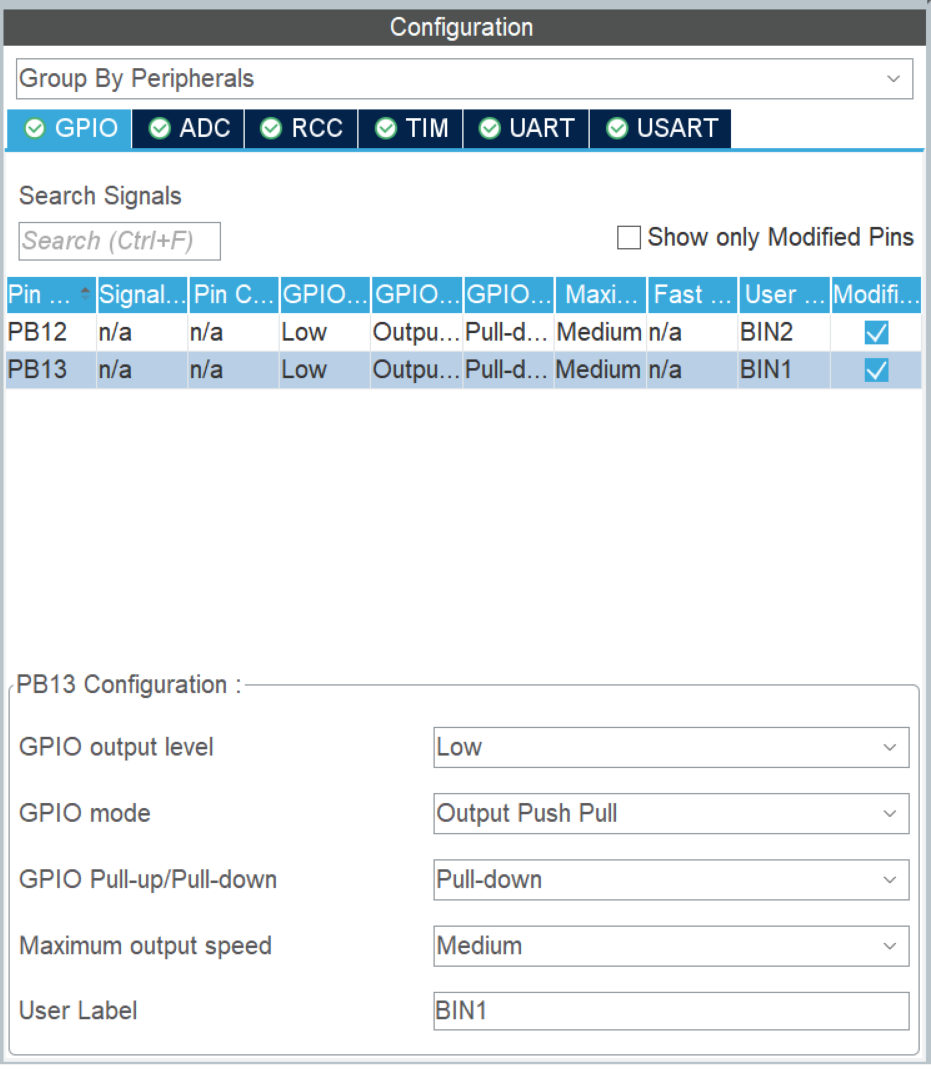 Configuration
Group By Peripherals
GPIO ADC RCC TIM UART USART
Search Signals
Search (Ctrl+F) Show only Modified Pins
Pin ... Signal... Pin C... GPIO... GPIO... GPIO... Maxi... Fast ... User ... Modifi...
PB12 n/a n/a Low Outpu... Pull-d... Medium n/a BIN2
PB13 n/a n/a Low Outpu... Pull-d... Medium n/a BIN1
PB13 Configuration :
GPIO output level Low
GPIO mode Output Push Pull
GPIO Pull-up/Pull-down Pull-down
Maximum output speed Medium
User Label BIN1